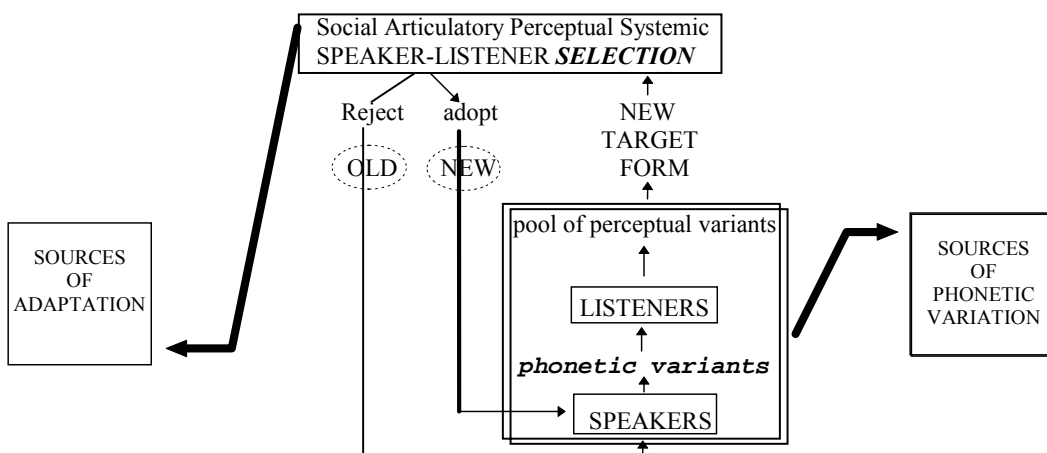 Social Articulatory Perceptual Systemic
SPEAKER-LISTENER SELECTION
Reject
adopt
OLD
NEW
NEW
TARGET
FORM
SOURCES
OF
ADAPTATION
pool of perceptual variants
LISTENERS
phonetic variants
SPEAKERS
SOURCES
OF
PHONETIC
VARIATION